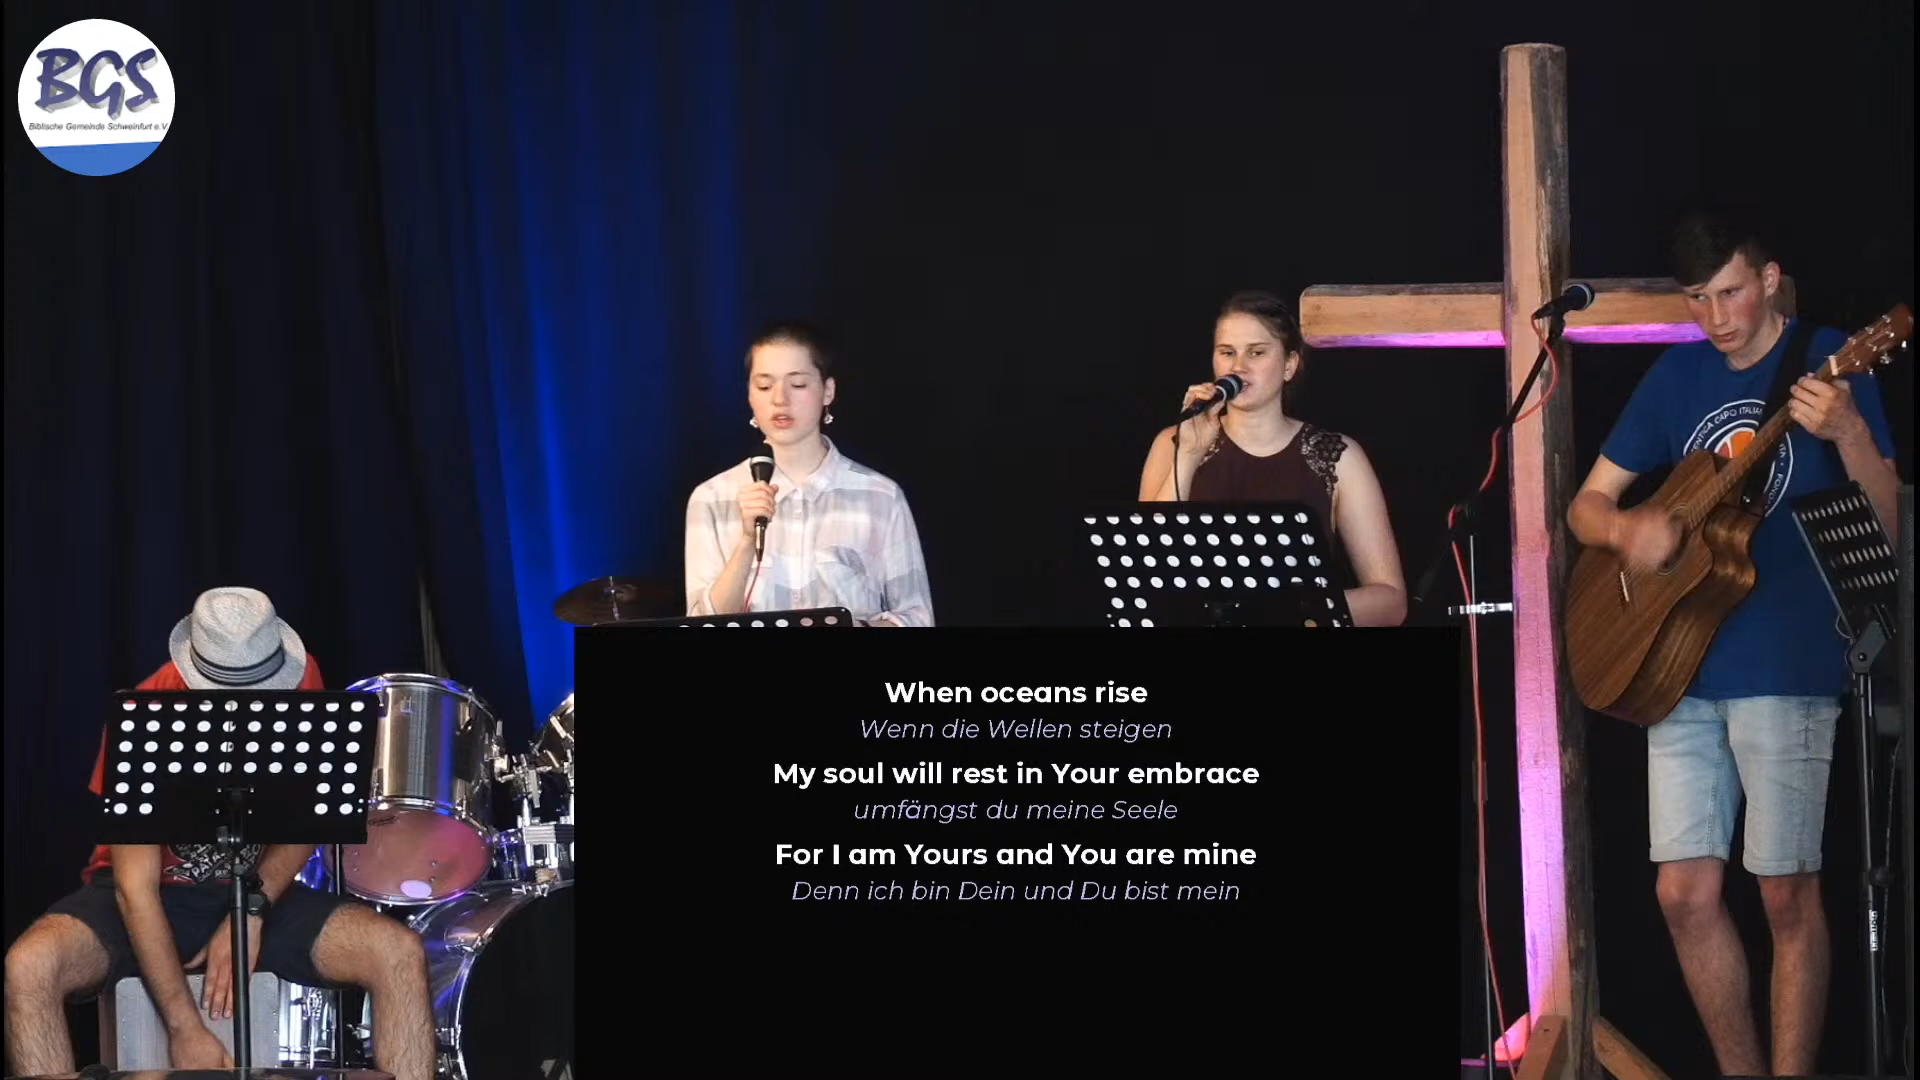 BGS
Biblische Gemeinde Schweinfurt e.V.
When oceans rise
Wenn die Wellen steigen
My soul will rest in Your embrace
umfängst du meine Seele
For I am Yours and You are mine
Denn ich bin Dein und Du bist mein